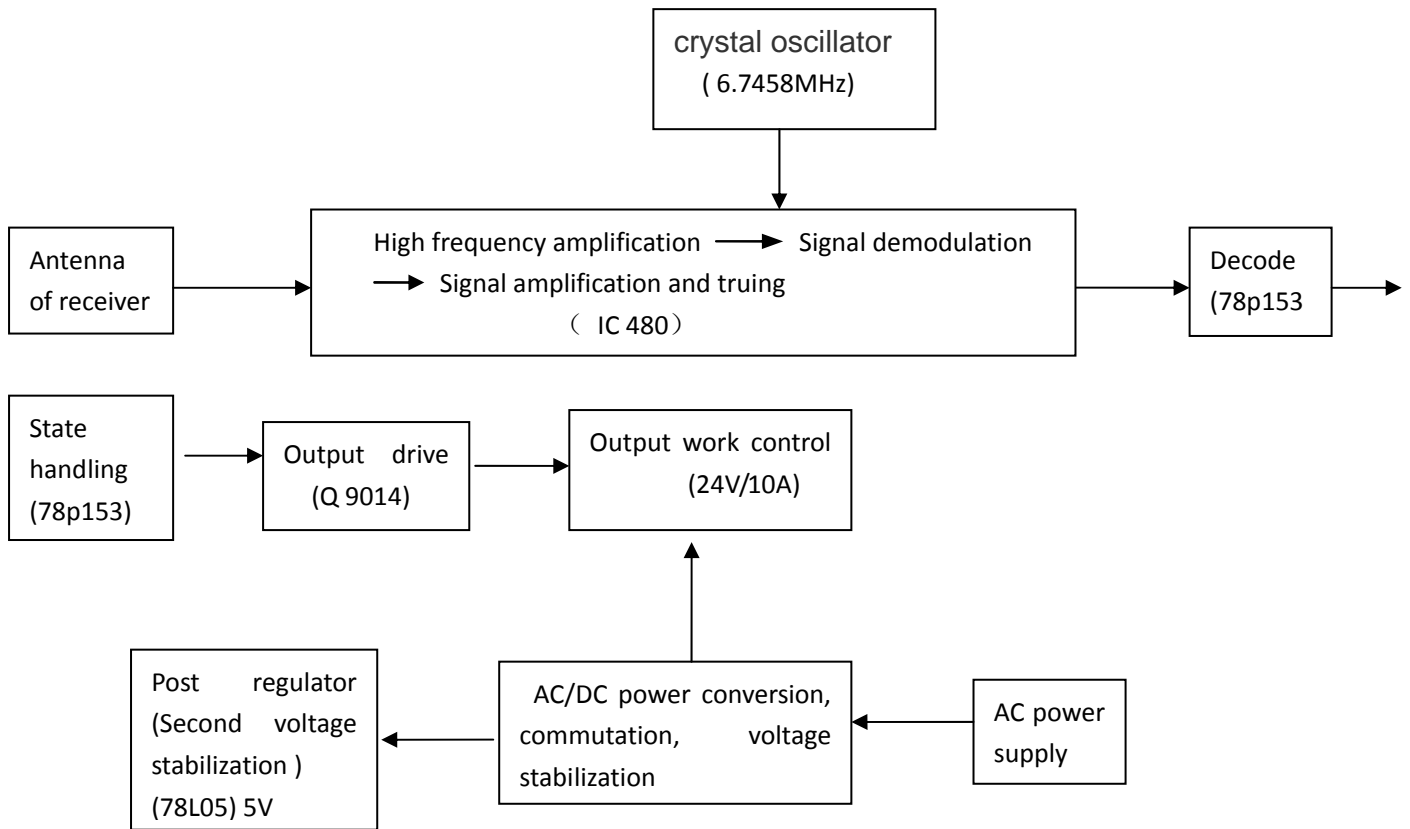 crystal oscillator
( 6.7458MHz)
High frequency amplification Signal demodulation
Signal amplification and truing
（ IC 480）
Antenna
of receiver
Decode
(78p153
State
handling
(78p153)
Output drive
(Q 9014)
Output work control
(24V/10A)
Post regulator
(Second voltage
stabilization )
(78L05) 5V
AC/DC power conversion,
commutation, voltage
stabilization
AC power
supply